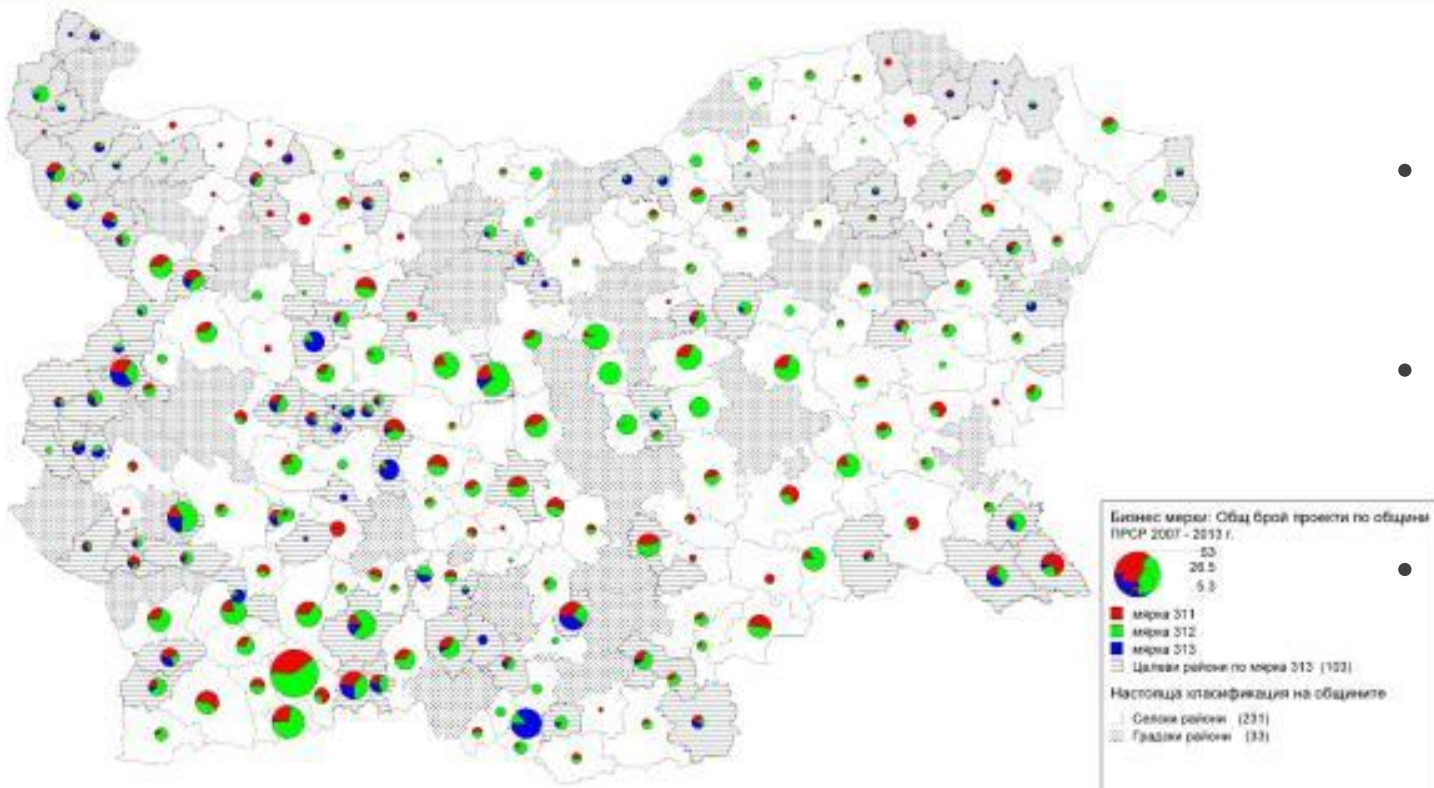 Бизнес мерки: Общ брой проекти по общини
ПРСР 2007 - 2013 г.
53
26.5
5.3
мярка 311
мярка 312
мярка 313
Целеви райони по мярка 313 (103)
Настояща класификация на общините
Селски райони (231)
Градски райони (33)